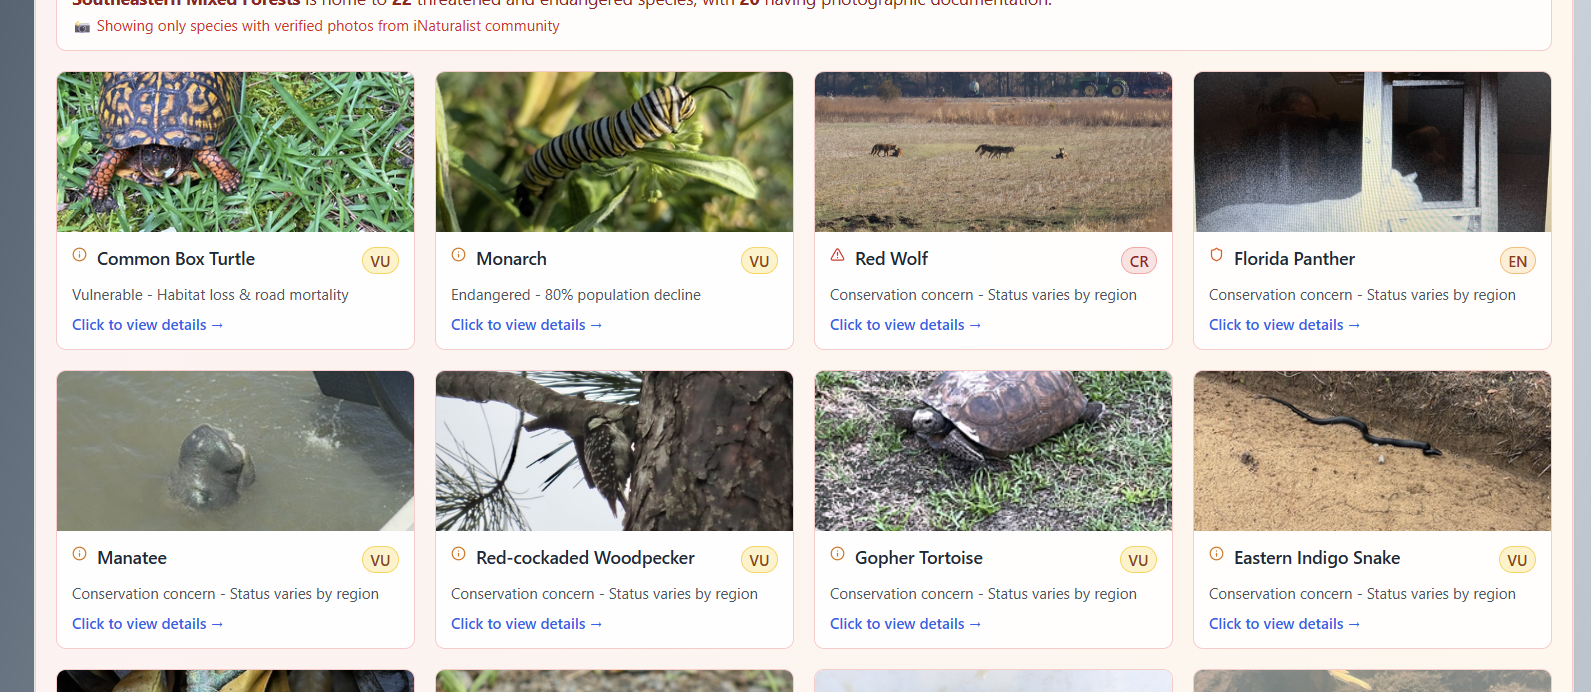 Southeastern Mixed Forests is home to 22 threatened and endangered species, with 20 having photographic documentation.
Showing only species with verified photos from iNaturalist community
Common Box Turtle VU
Vulnerable - Habitat loss & road mortality
Click to view details →
Monarch VU
Endangered - 80% population decline
Click to view details →
Red Wolf CR
Conservation concern - Status varies by region
Click to view details →
Florida Panther EN
Conservation concern - Status varies by region
Click to view details →
Manatee VU
Conservation concern - Status varies by region
Click to view details →
Red-cockaded Woodpecker VU
Conservation concern - Status varies by region
Click to view details →
Gopher Tortoise VU
Conservation concern - Status varies by region
Click to view details →
Eastern Indigo Snake VU
Conservation concern - Status varies by region
Click to view details →